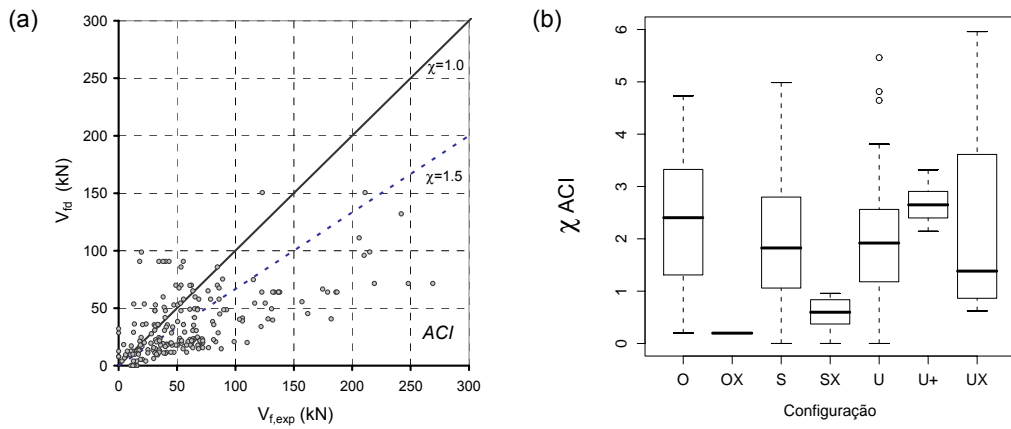 (a)
300
250
200
150
100
50
0
V_fd (kN)
χ=1.0
χ=1.5
ACI
0 50 100 150 200 250 300
V_f,exp (kN)
(b)
6
5
4
3
2
1
0
χ ACI
O OX S SX U U+ UX
Configuração